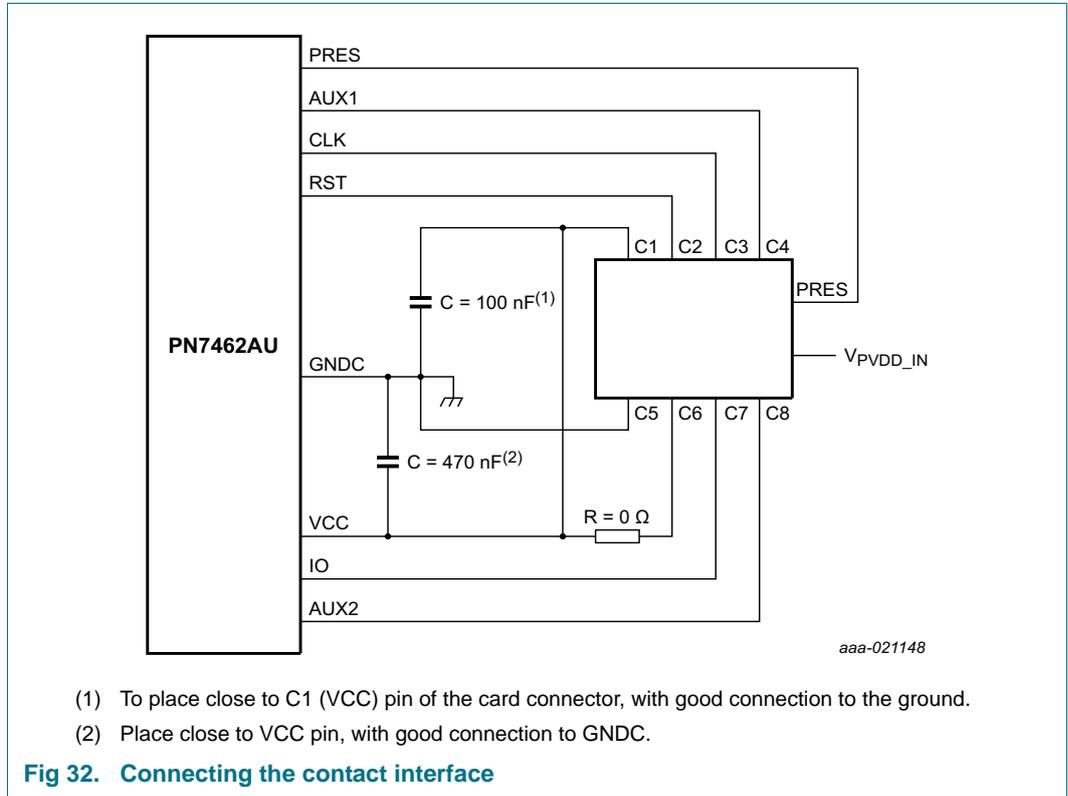 PRES
AUX1
CLK
RST
C1 C2 C3 C4
PRES
C = 100 nF(1)
PN7462AU
VPVDD_IN
GNDC
C5 C6 C7 C8
C = 470 nF(2)
R = 0 Ω
VCC
IO
AUX2
aaa-021148
(1) To place close to C1 (VCC) pin of the card connector, with good connection to the ground.
(2) Place close to VCC pin, with good connection to GNDC.
Fig 32. Connecting the contact interface